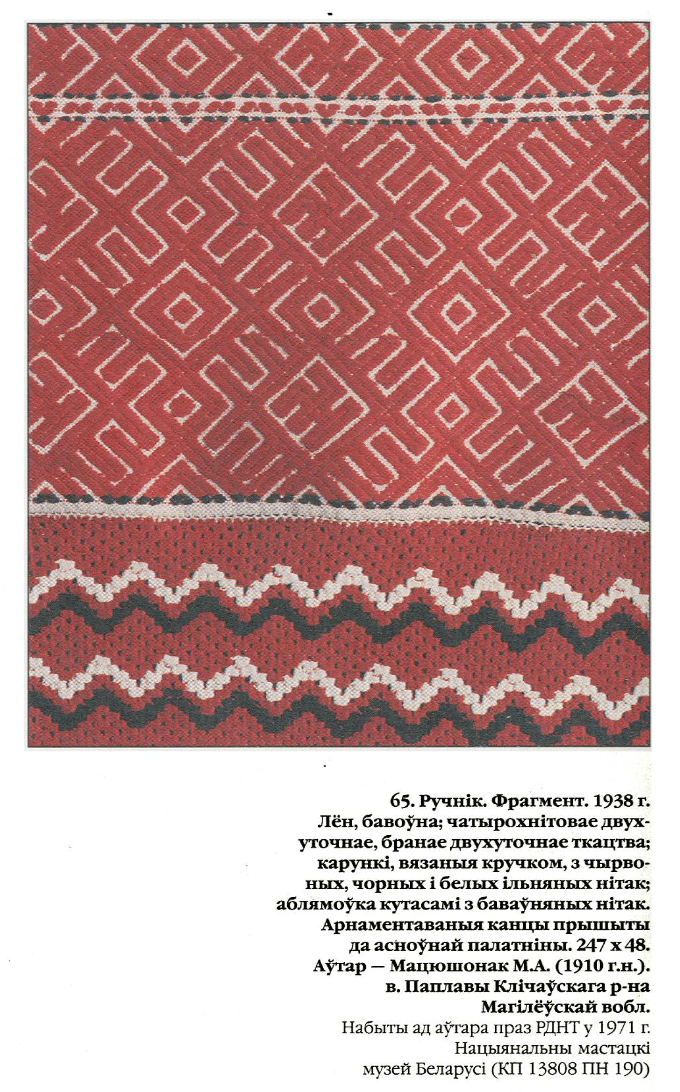 65. Ручнік. Фрагмент. 1938 г.
Лён, бавоўна; чатырохнітовае двух-
уточнае, бранае двухуточнае ткацтва;
карункі, вязаныя кручком, з чырво-
ных, чорных і белых ільняных нітак;
аблямоўка кутасамі з баваўняных нітак.
Арнаментаваныя канцы прышыты
да асноўнай палатніны. 247 х 48.
Аўтар — Мацюшонак М.А. (1910 г.н.).
в. Паплавы Клічаўскага р-на
Магілёўскай вобл.
Набыты ад аўтара праз РДНТ у 1971 г.
Нацыянальны мастацкі
музей Беларусі (КП 13808 ПН 190)